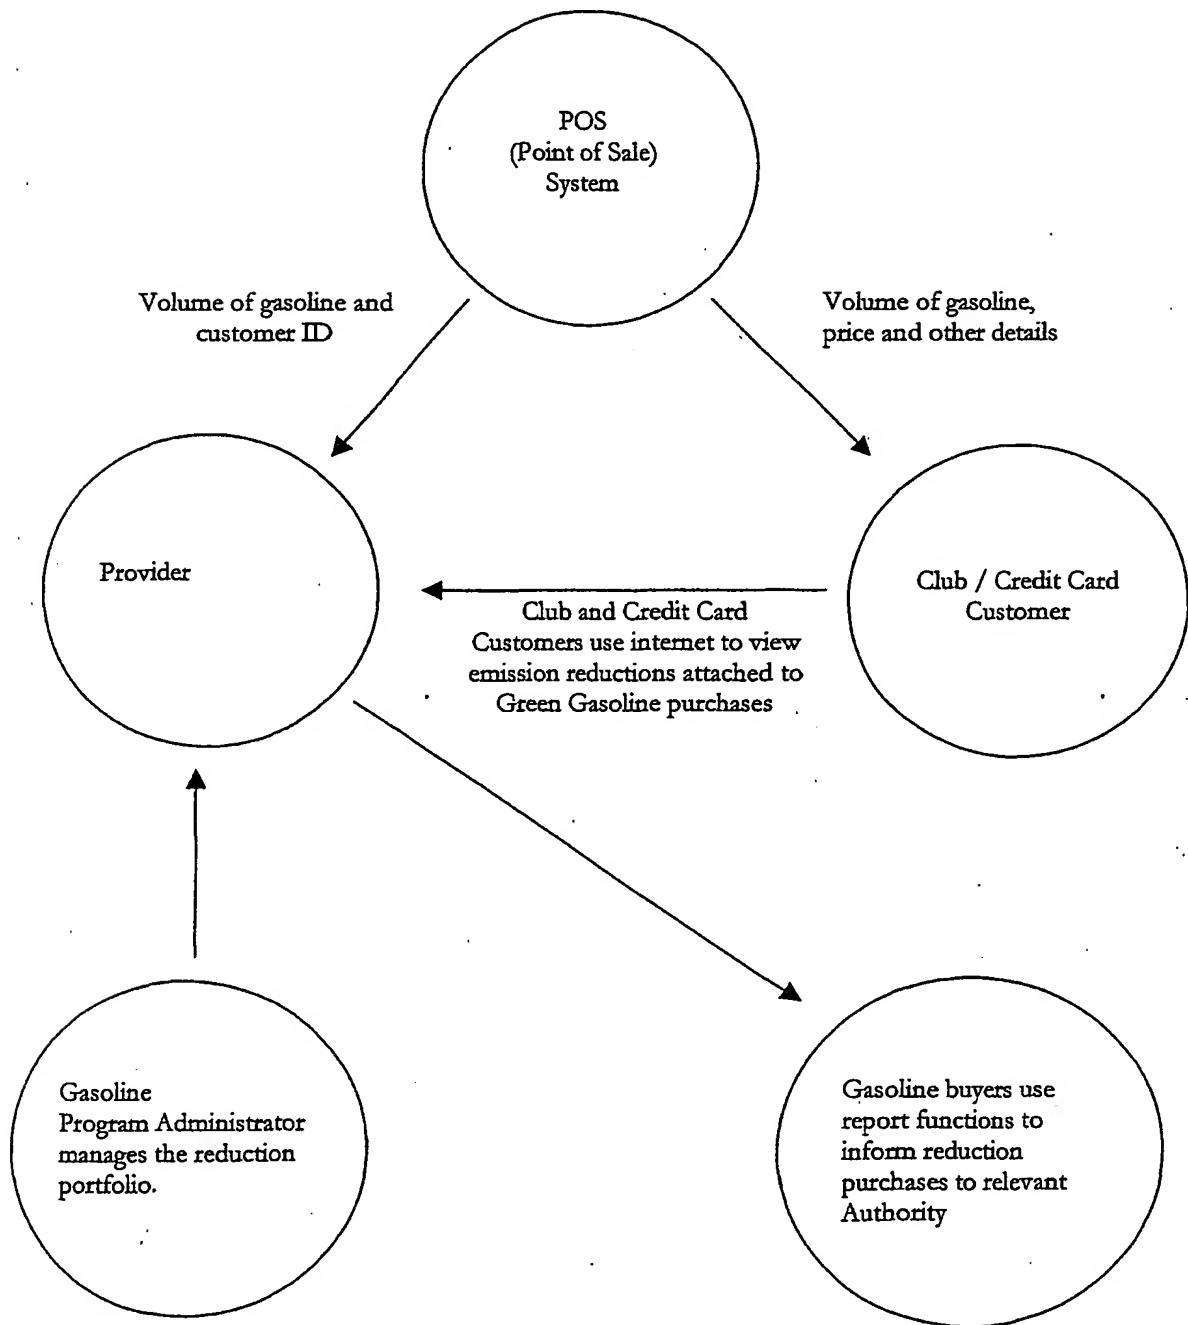 POS
(Point of Sale)
System
Volume of gasoline and
customer ID
Volume of gasoline,
price and other details
Provider
Club / Credit Card
Customer
Club and Credit Card
Customers use internet to view
emission reductions attached to
Green Gasoline purchases
Gasoline
Program Administrator
manages the reduction
portfolio.
Gasoline buyers use
report functions to
inform reduction
purchases to relevant
Authority